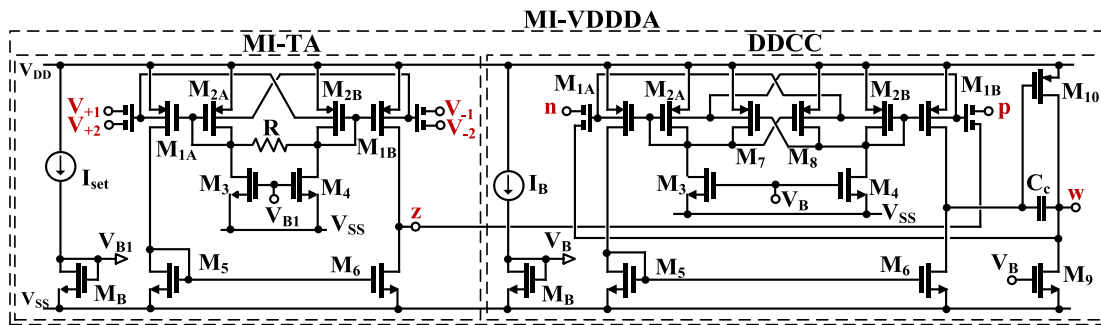 MI-VDDDA
MI-TA
DDCC
VDD
M2A
M2B
M1A
M2A
M2B
M1B
M10
V+1
V+2
V-1
V-2
n
p
M1A
R
M1B
M7
M8
Iset
M3
M4
IB
M3
M4
Cc
w
VB1
VSS
z
VB
VSS
VB1
M5
M6
VB
M5
M6
VB
M9
VSS
MB
MB